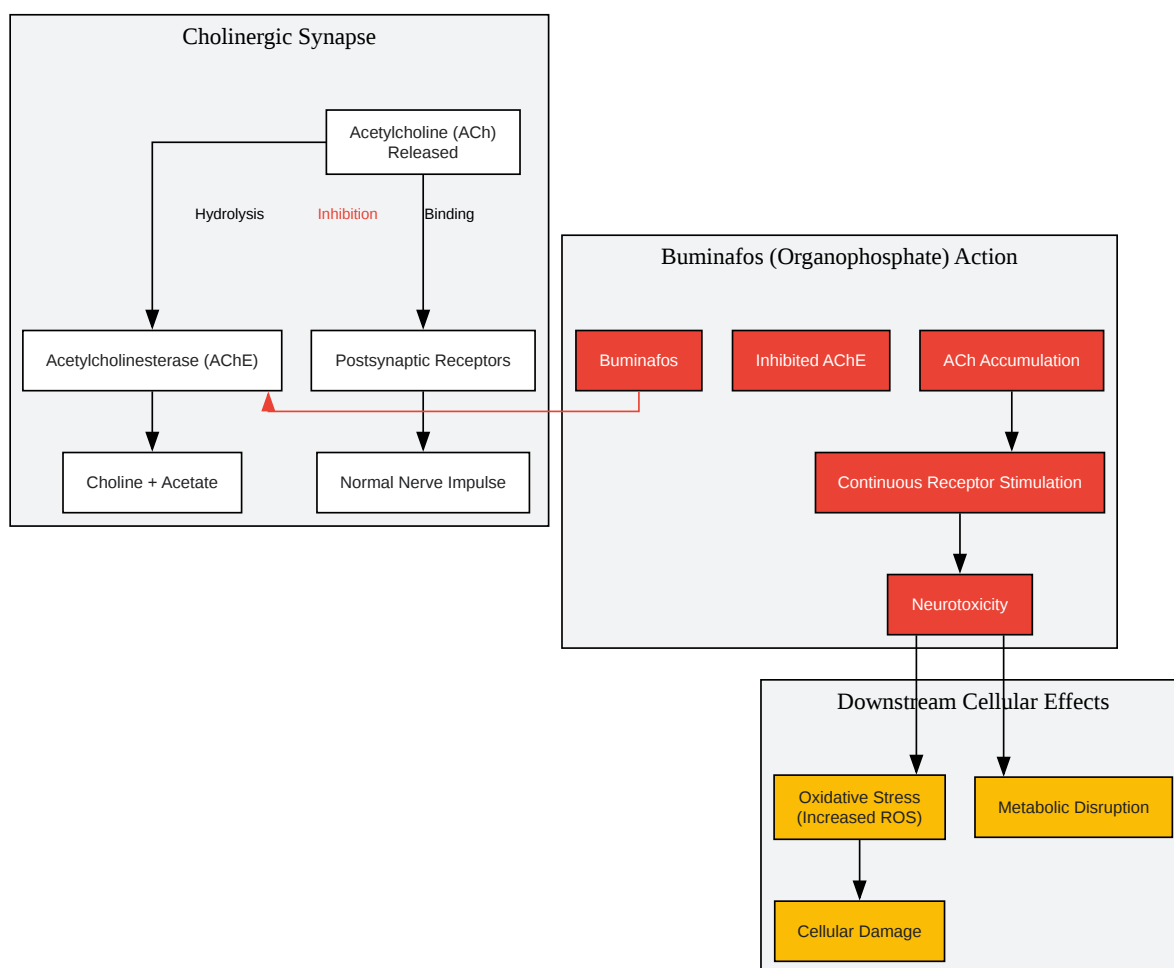 Cholinergic Synapse
Acetylcholine (ACh)
Released
Hydrolysis
Inhibition
Binding
Acetylcholinesterase (AChE)
Postsynaptic Receptors
Choline + Acetate
Normal Nerve Impulse
Buminafos (Organophosphate) Action
Buminafos
Inhibited AChE
ACh Accumulation
Continuous Receptor Stimulation
Neurotoxicity
Downstream Cellular Effects
Oxidative Stress
(Increased ROS)
Metabolic Disruption
Cellular Damage